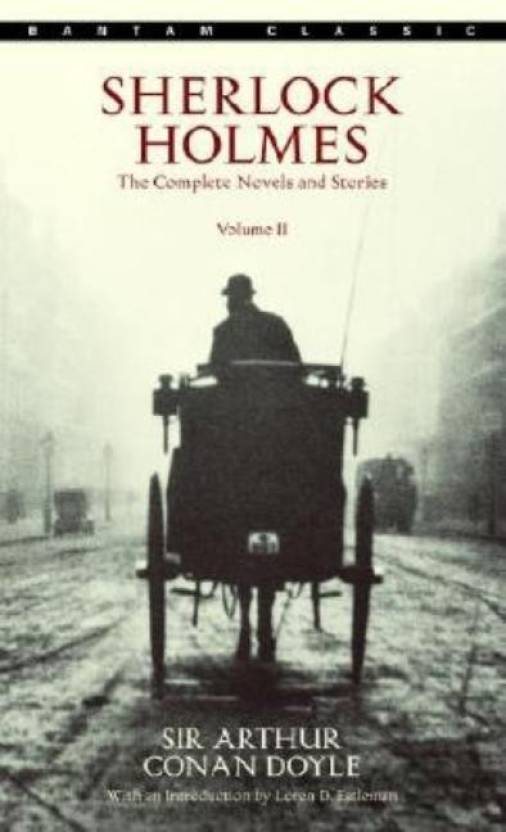 BANTAM CLASSIC
SHERLOCK
HOLMES
The Complete Novels and Stories
Volume II
SIR ARTHUR
CONAN DOYLE
With an Introduction by Loren D. Estleman